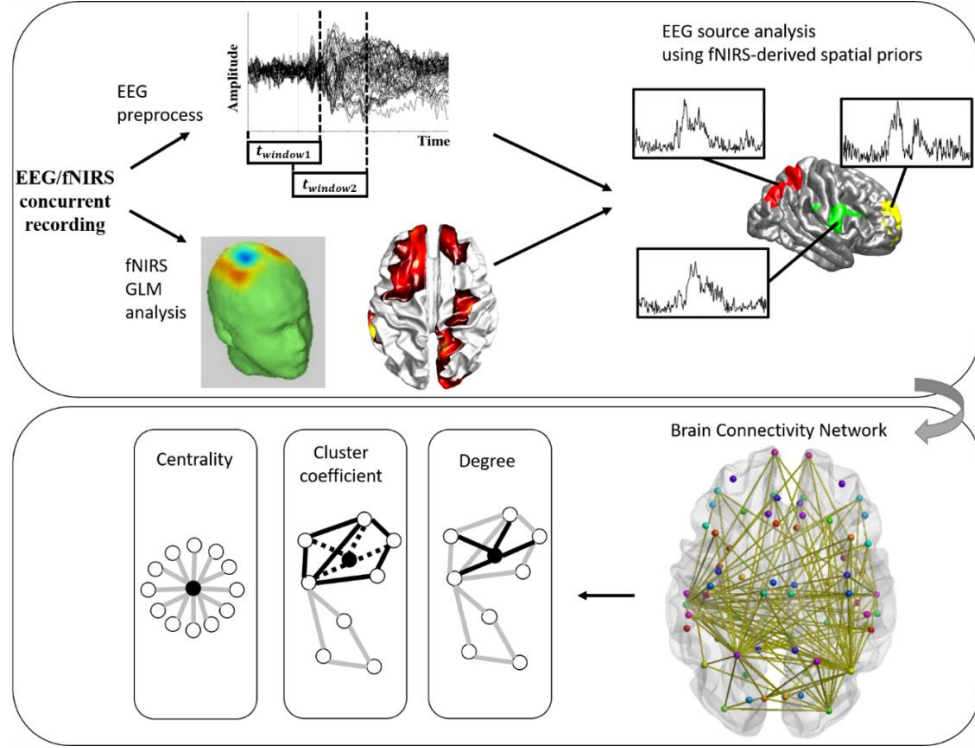 EEG/fNIRS
concurrent
recording
EEG
preprocess
Amplitude
Time
t_window1
t_window2
fNIRS
GLM
analysis
EEG source analysis
using fNIRS-derived spatial priors
Brain Connectivity Network
Centrality
Cluster
coefficient
Degree